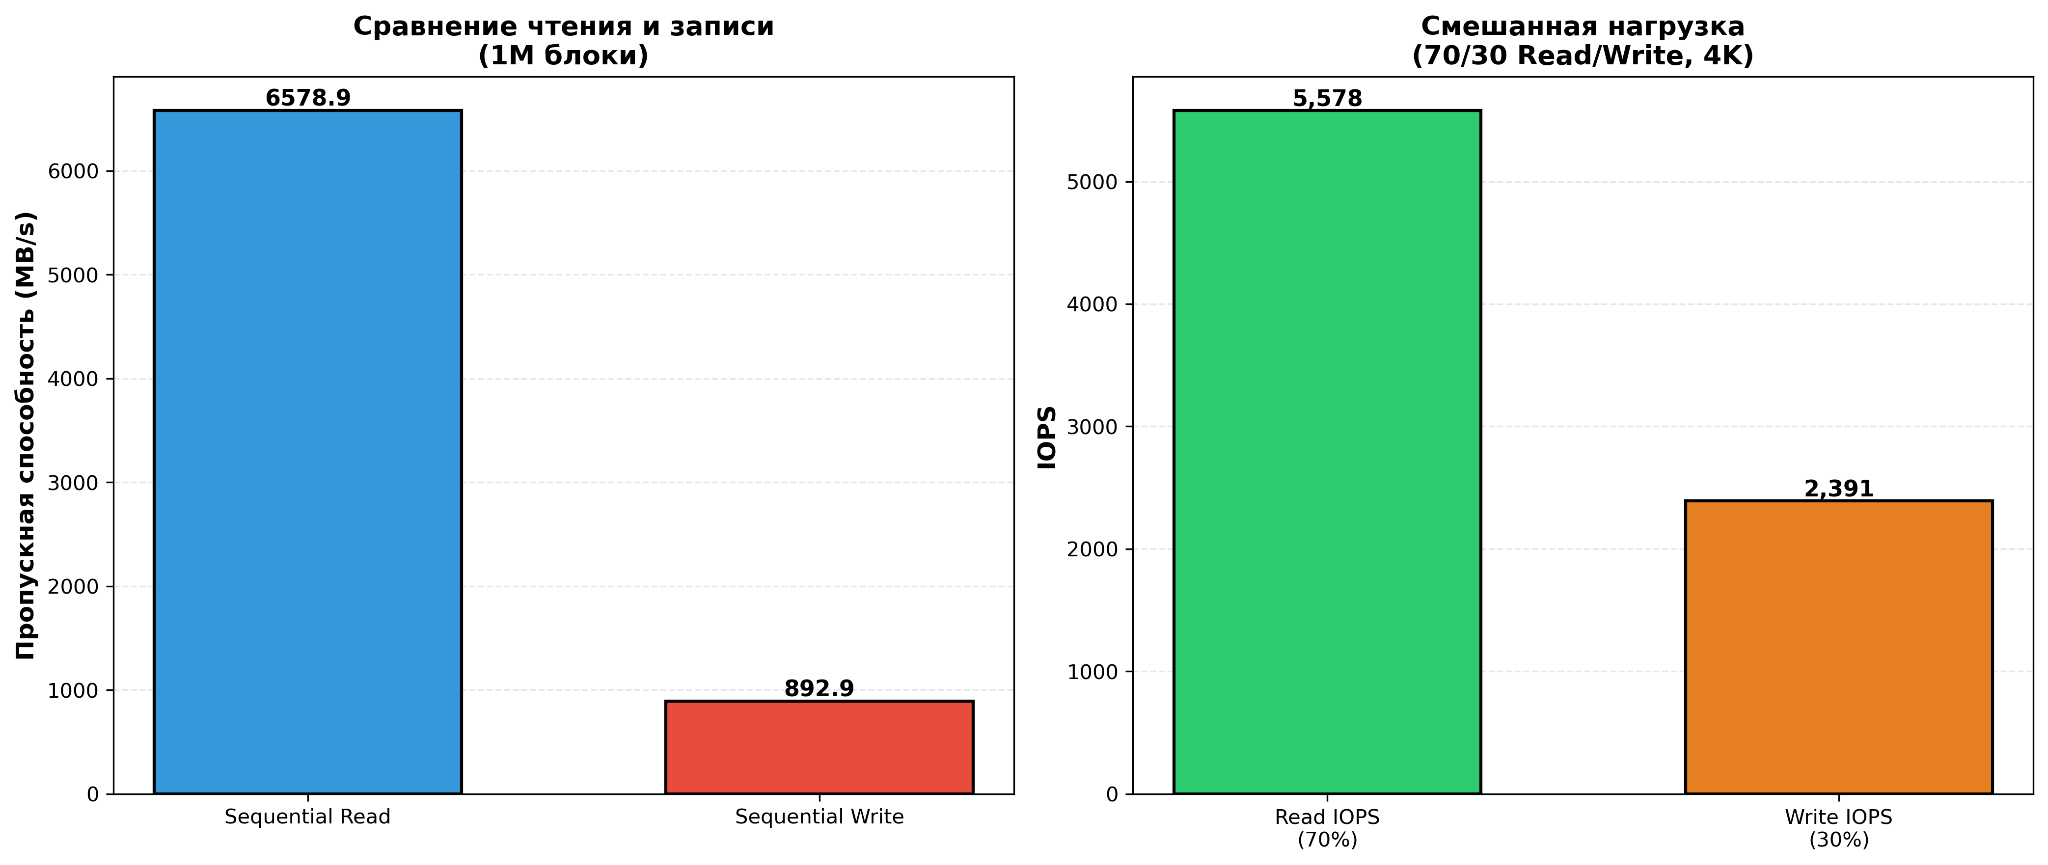 Сравнение чтения и записи
(1M блоки)
Пропускная способность (MB/s)
6578.9
892.9
6000
5000
4000
3000
2000
1000
0
Sequential Read
Sequential Write
Смешанная нагрузка
(70/30 Read/Write, 4K)
IOPS
5,578
2,391
5000
4000
3000
2000
1000
0
Read IOPS
(70%)
Write IOPS
(30%)